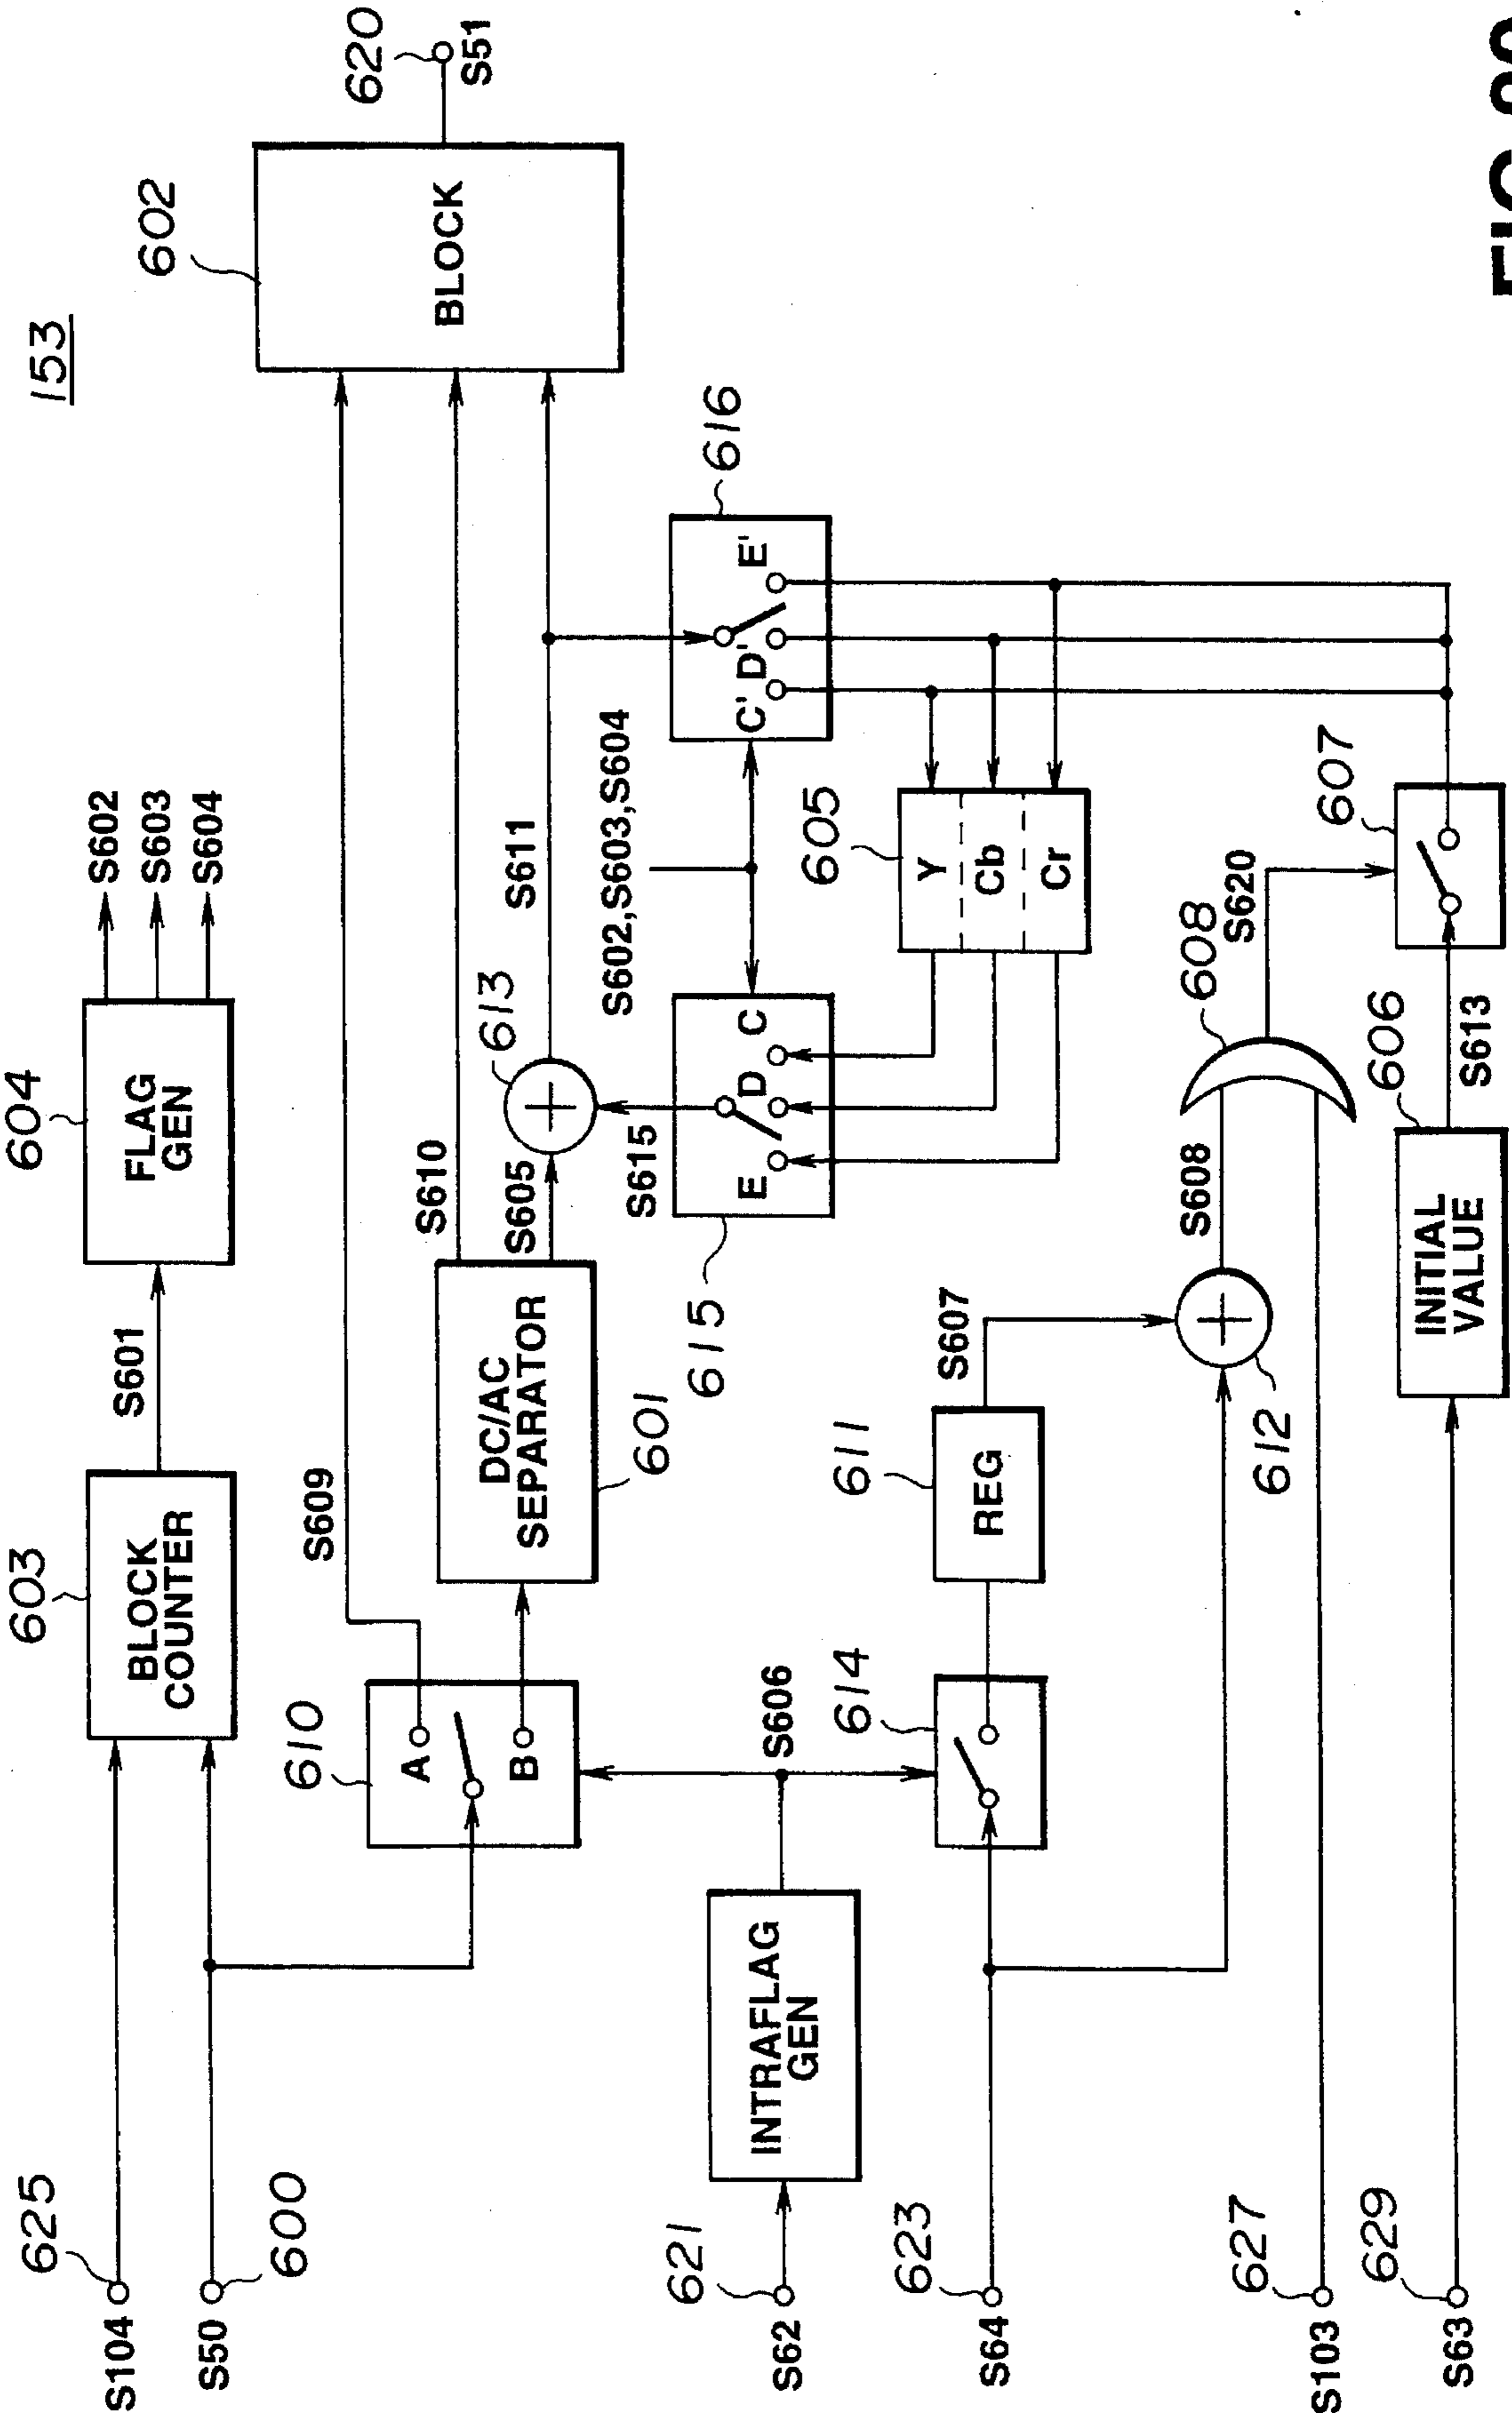 153
S104
625
S50
600
603
BLOCK
COUNTER
S601
604
FLAG
GEN
S602
S603
S604
S609
610
A
B
DC/AC
SEPARATOR
601
S610
S605
613
S611
602
BLOCK
620
S51
S62
621
INTRAFLAG
GEN
S606
614
S64
623
611
REG
S607
612
S608
S615
615
E
D
C
S602,S603,S604
616
C'
D'
E'
605
Y
Cb
Cr
608
S620
607
S103
627
S63
629
606
INITIAL
VALUE
S613